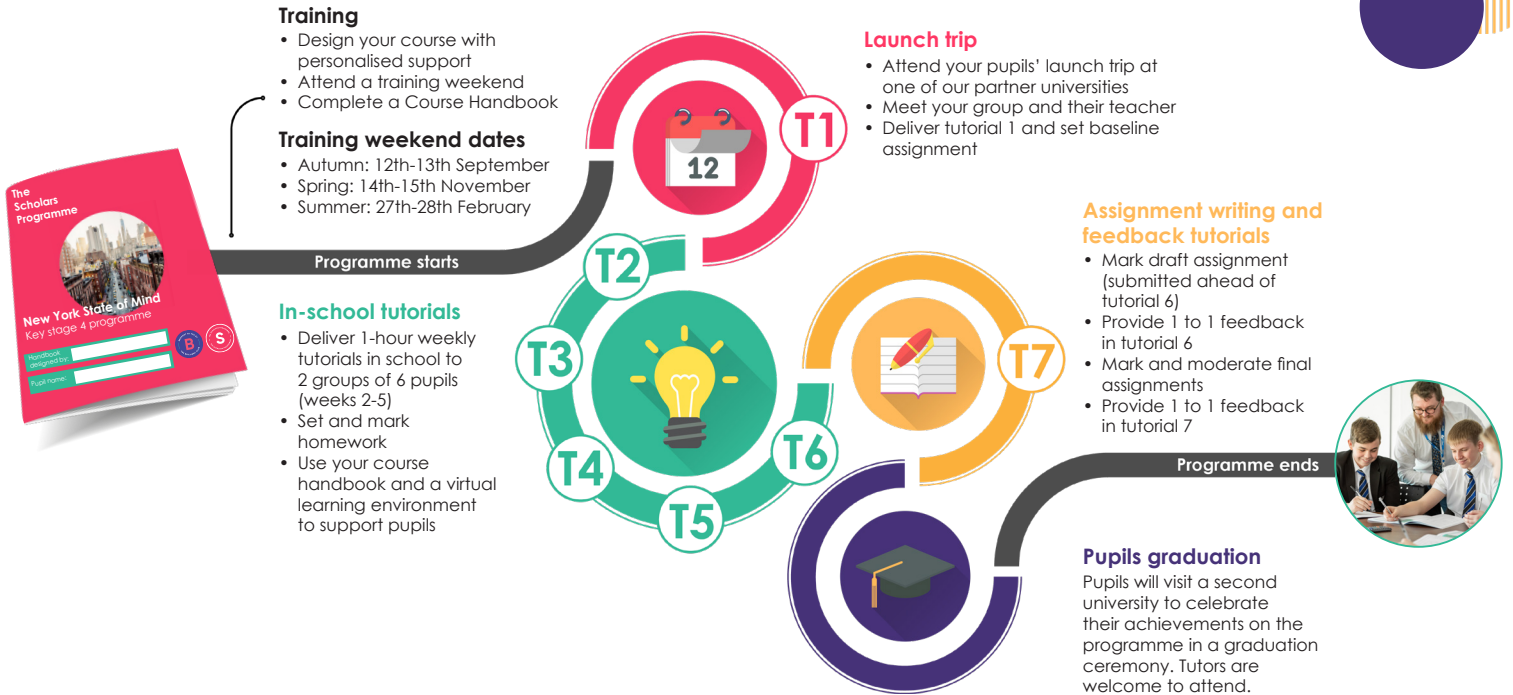 Training
• Design your course with
personalised support
• Attend a training weekend
• Complete a Course Handbook
Training weekend dates
• Autumn: 12th-13th September
• Spring: 14th-15th November
• Summer: 27th-28th February
The
Scholars
Programme
New York State of Mind
Key stage 4 programme
Handbook
designed by:
Pupil name:
B
S
Programme starts
12
T1
Launch trip
• Attend your pupils’ launch trip at
one of our partner universities
• Meet your group and their teacher
• Deliver tutorial 1 and set baseline
assignment
In-school tutorials
• Deliver 1-hour weekly
tutorials in school to
2 groups of 6 pupils
(weeks 2-5)
• Set and mark
homework
• Use your course
handbook and a virtual
learning environment
to support pupils
T2
T3
T4
T5
T6
T7
Assignment writing and
feedback tutorials
• Mark draft assignment
(submitted ahead of
tutorial 6)
• Provide 1 to 1 feedback
in tutorial 6
• Mark and moderate final
assignments
• Provide 1 to 1 feedback
in tutorial 7
Programme ends
Pupils graduation
Pupils will visit a second
university to celebrate
their achievements on the
programme in a graduation
ceremony. Tutors are
welcome to attend.